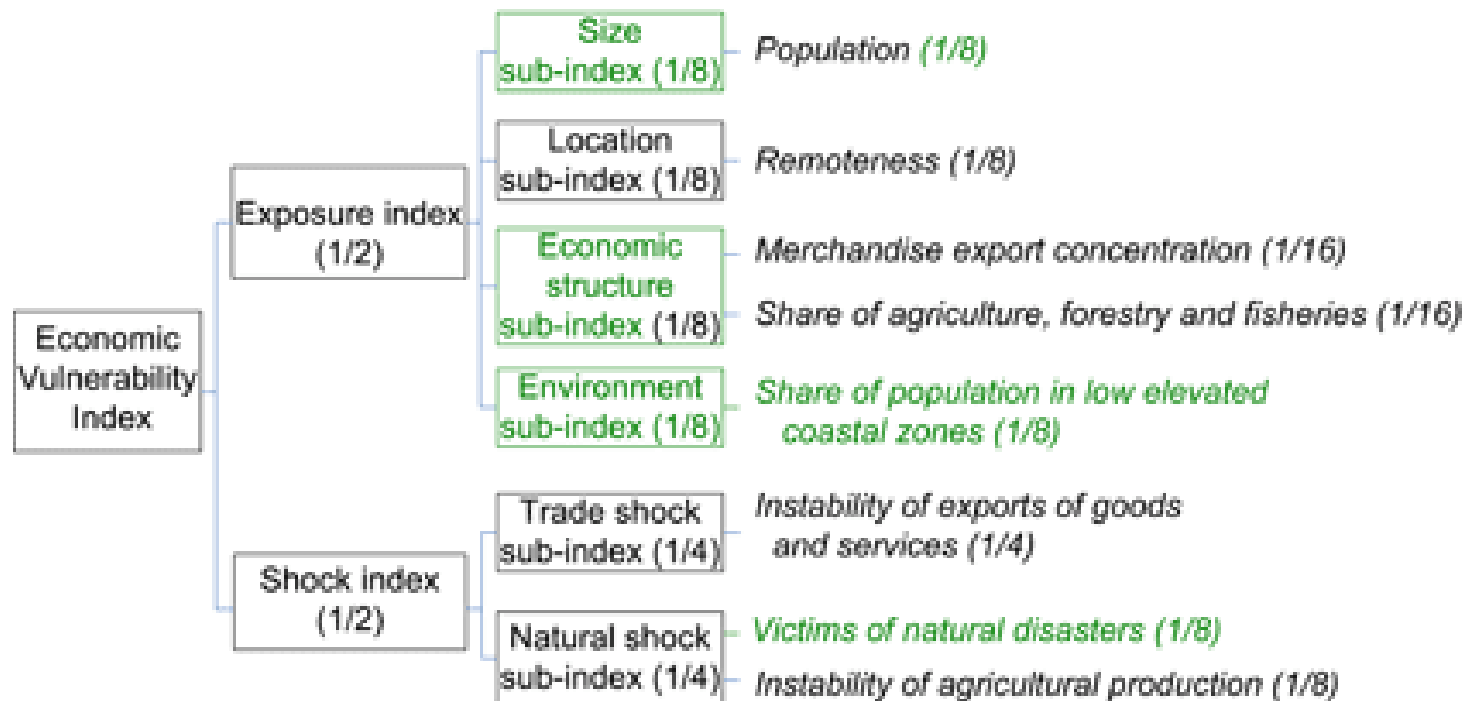 Size
sub-index (1/8)
Population (1/8)
Location
sub-index (1/8)
Remoteness (1/8)
Exposure index
(1/2)
Economic
structure
sub-index (1/8)
Merchandise export concentration (1/16)
Share of agriculture, forestry and fisheries (1/16)
Economic
Vulnerability
Index
Environment
sub-index (1/8)
Share of population in low elevated
coastal zones (1/8)
Trade shock
sub-index (1/4)
Instability of exports of goods
and services (1/4)
Shock index
(1/2)
Natural shock
sub-index (1/4)
Victims of natural disasters (1/8)
Instability of agricultural production (1/8)